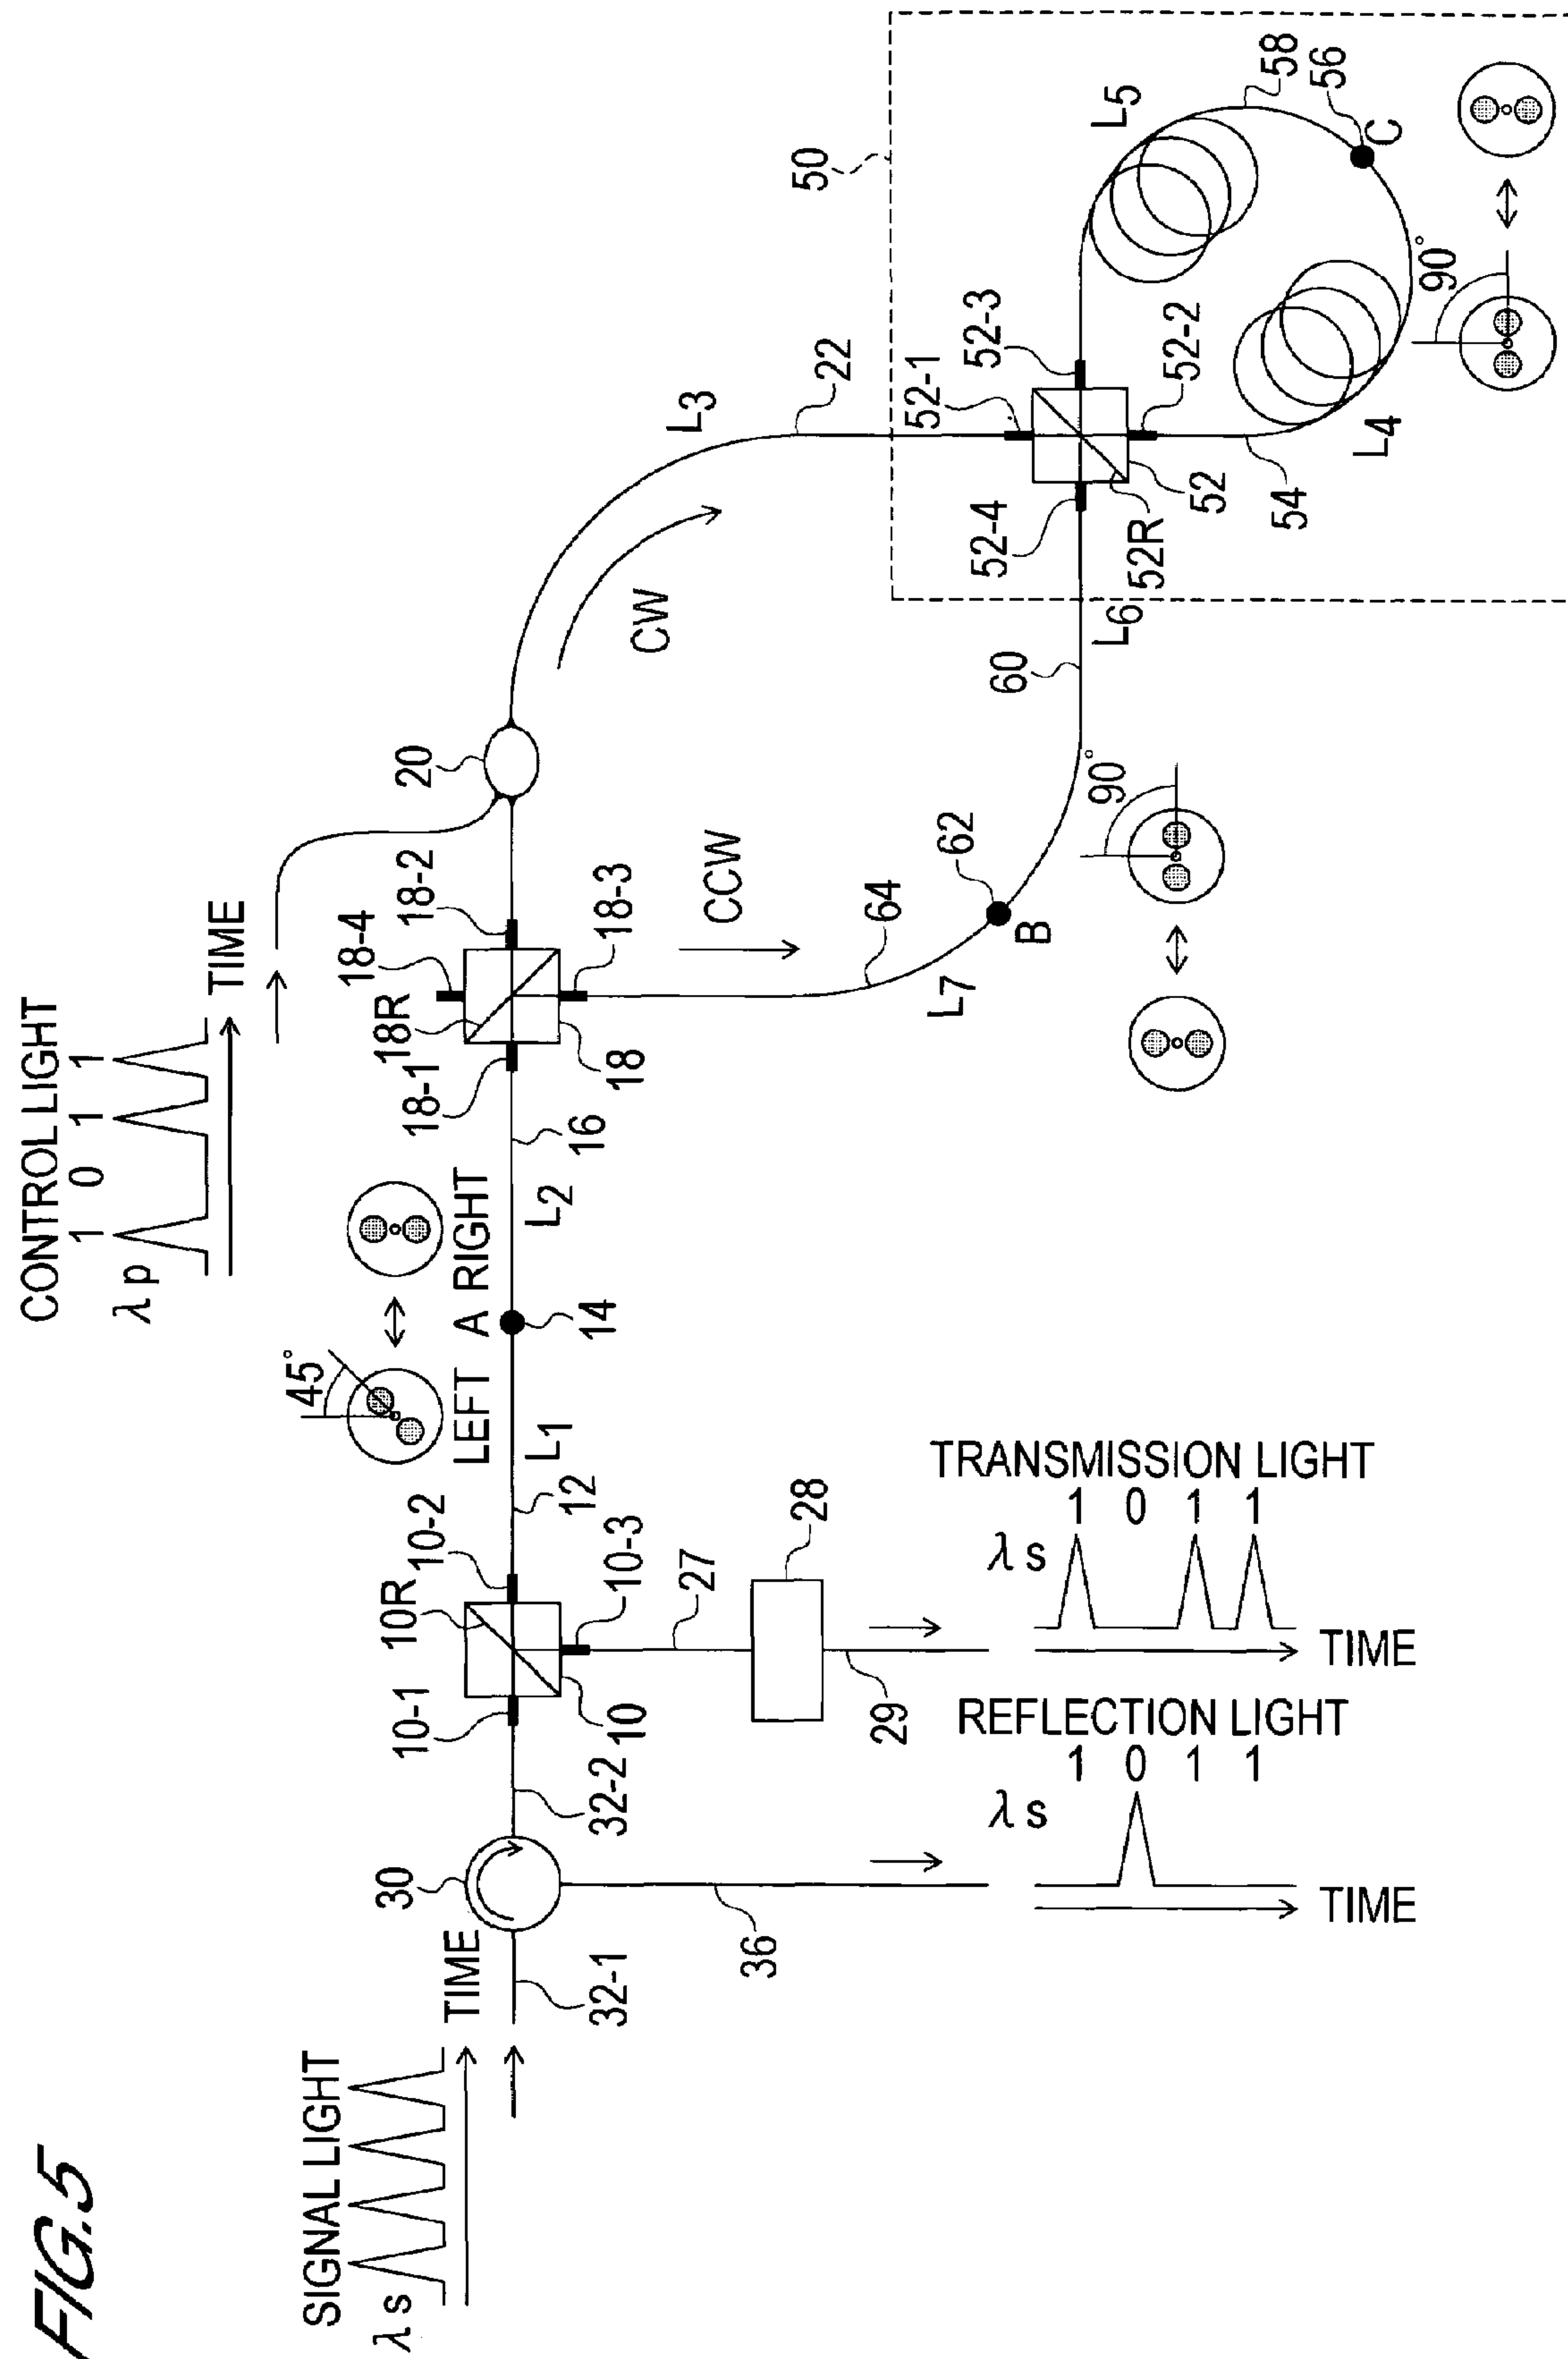 FIG.5
CONTROL LIGHT
1 0 1 1
λp
TIME
SIGNAL LIGHT
λs
TIME
45°
LEFT A RIGHT
30
32-1
32-2
36
10-1
10R
10-2
10
10-3
12
L1
14
L2
16
18-1
18R
18-4
18-2
18
18-3
20
CW
CCW
L3
22
27
28
29
64
L7
62
B
90°
60
L6
50
52-1
52-3
52-4
52R
52
52-2
54
L4
L5
58
56
C
90°
TRANSMISSION LIGHT
1 0 1 1
λs
TIME
REFLECTION LIGHT
1 0 1 1
λs
TIME